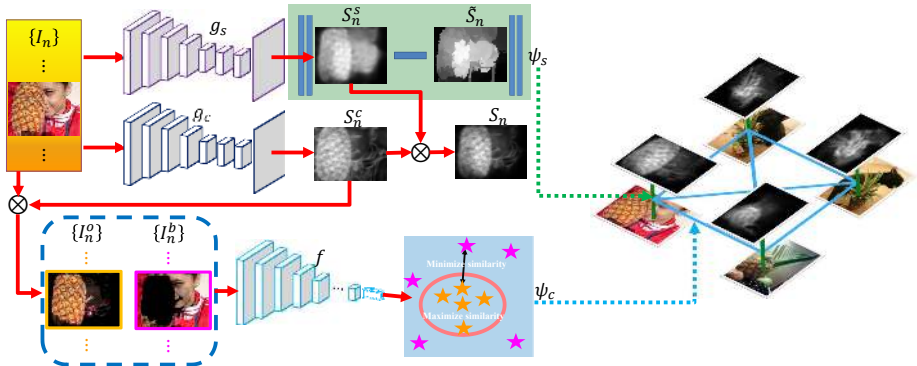 {I_n}
⋮
⋮
g_s
S_n^s
S̃_n
ψ_s
g_c
S_n^c
S_n
{I_n^o}
{I_n^b}
⋮
⋮
⋮
⋮
f
...
Minimize similarity
Maximize similarity
ψ_c